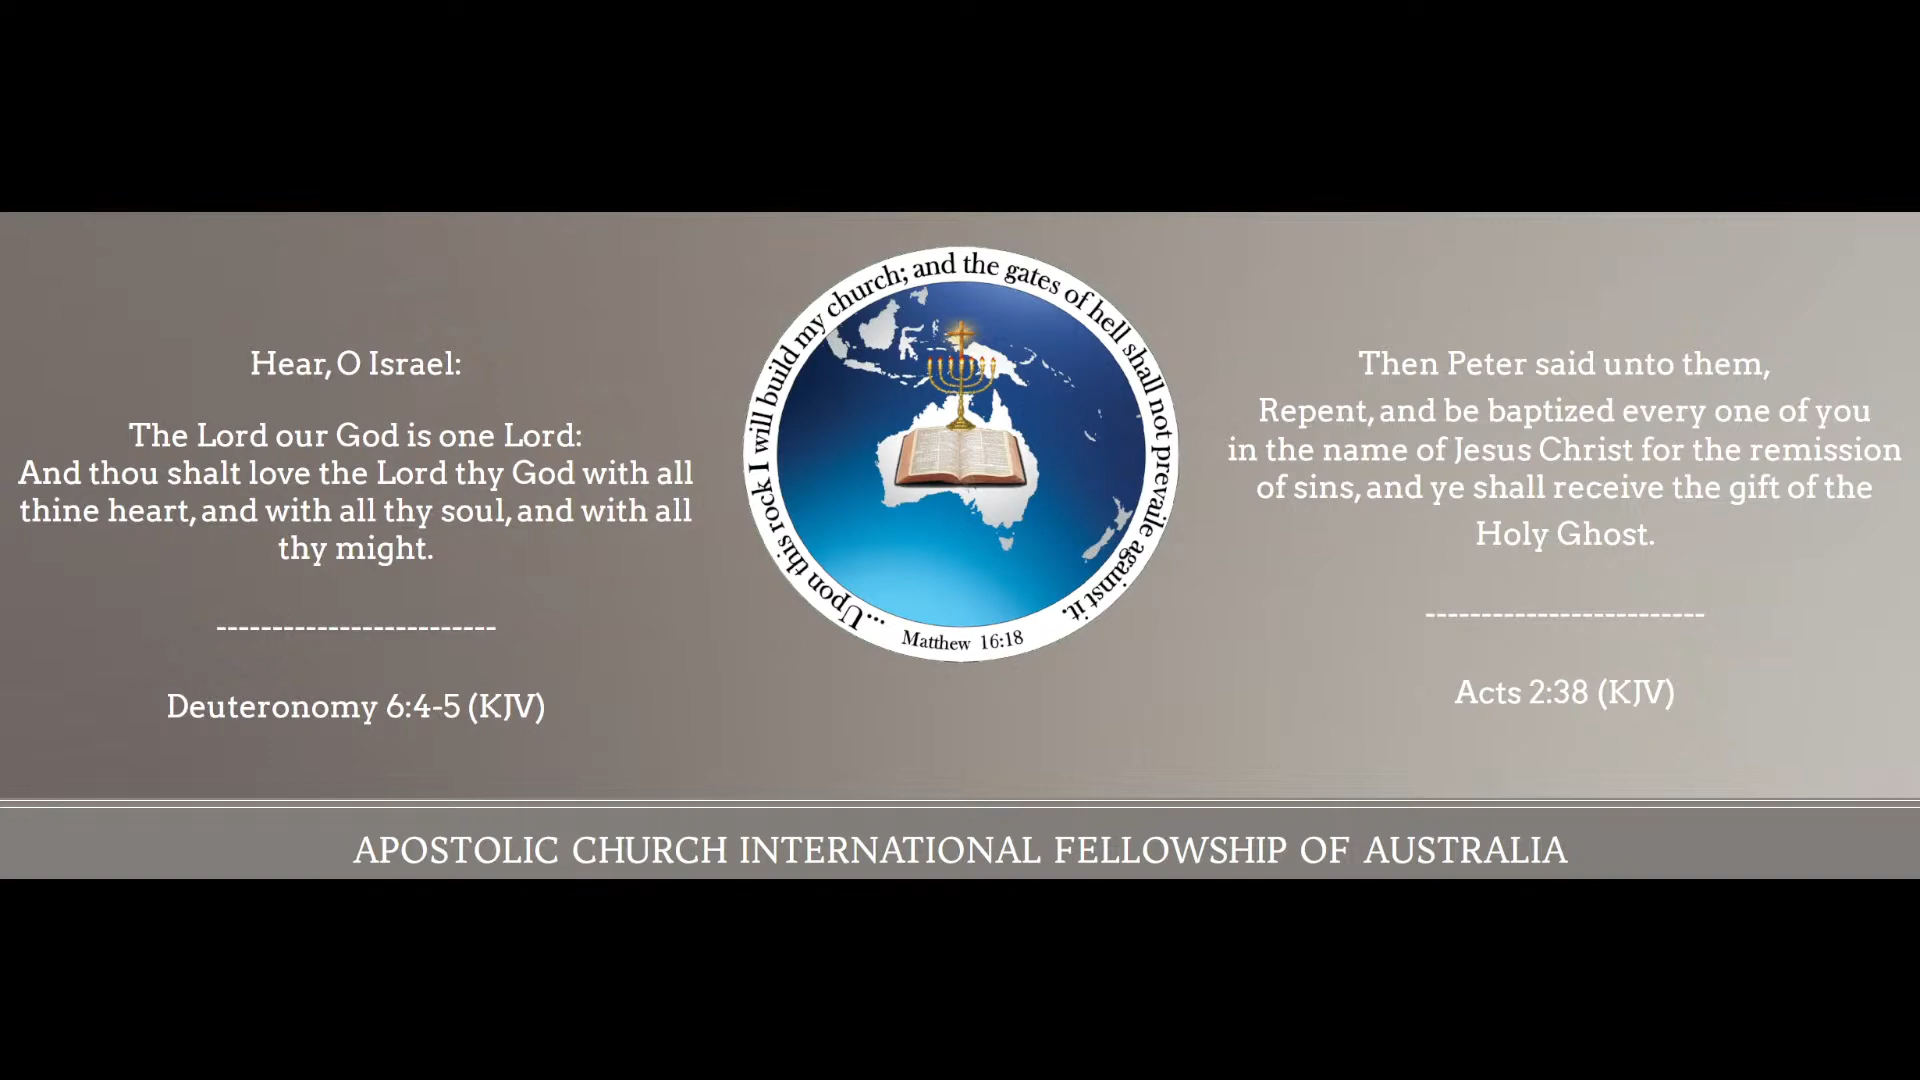 Hear, O Israel:
The Lord our God is one Lord:
And thou shalt love the Lord thy God with all
thine heart, and with all thy soul, and with all
thy might.
-------------------------
Deuteronomy 6:4-5 (KJV)
...Upon this rock I will build my church; and the gates of hell shall not prevaile against it.
Matthew 16:18
Then Peter said unto them,
Repent, and be baptized every one of you
in the name of Jesus Christ for the remission
of sins, and ye shall receive the gift of the
Holy Ghost.
-------------------------
Acts 2:38 (KJV)
APOSTOLIC CHURCH INTERNATIONAL FELLOWSHIP OF AUSTRALIA